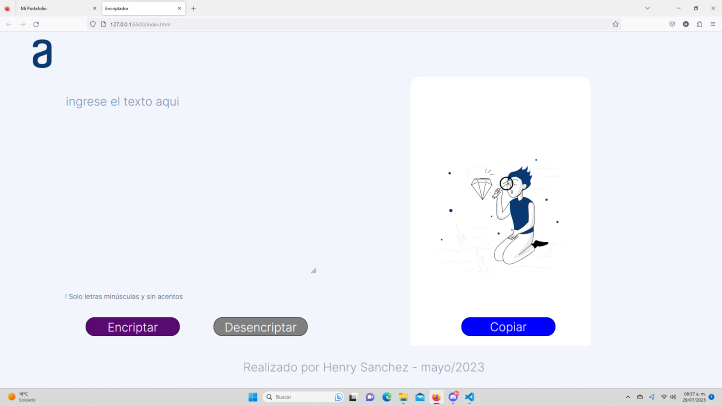 Mi Portafolio
Encriptador
127.0.0.1:5500/index.html
a
ingrese el texto aqui
! Solo letras minúsculas y sin acentos
Encriptar
Desencriptar
Copiar
Realizado por Henry Sanchez - mayo/2023
18°C
Soleado
Buscar
08:37 a. m.
29/07/2023